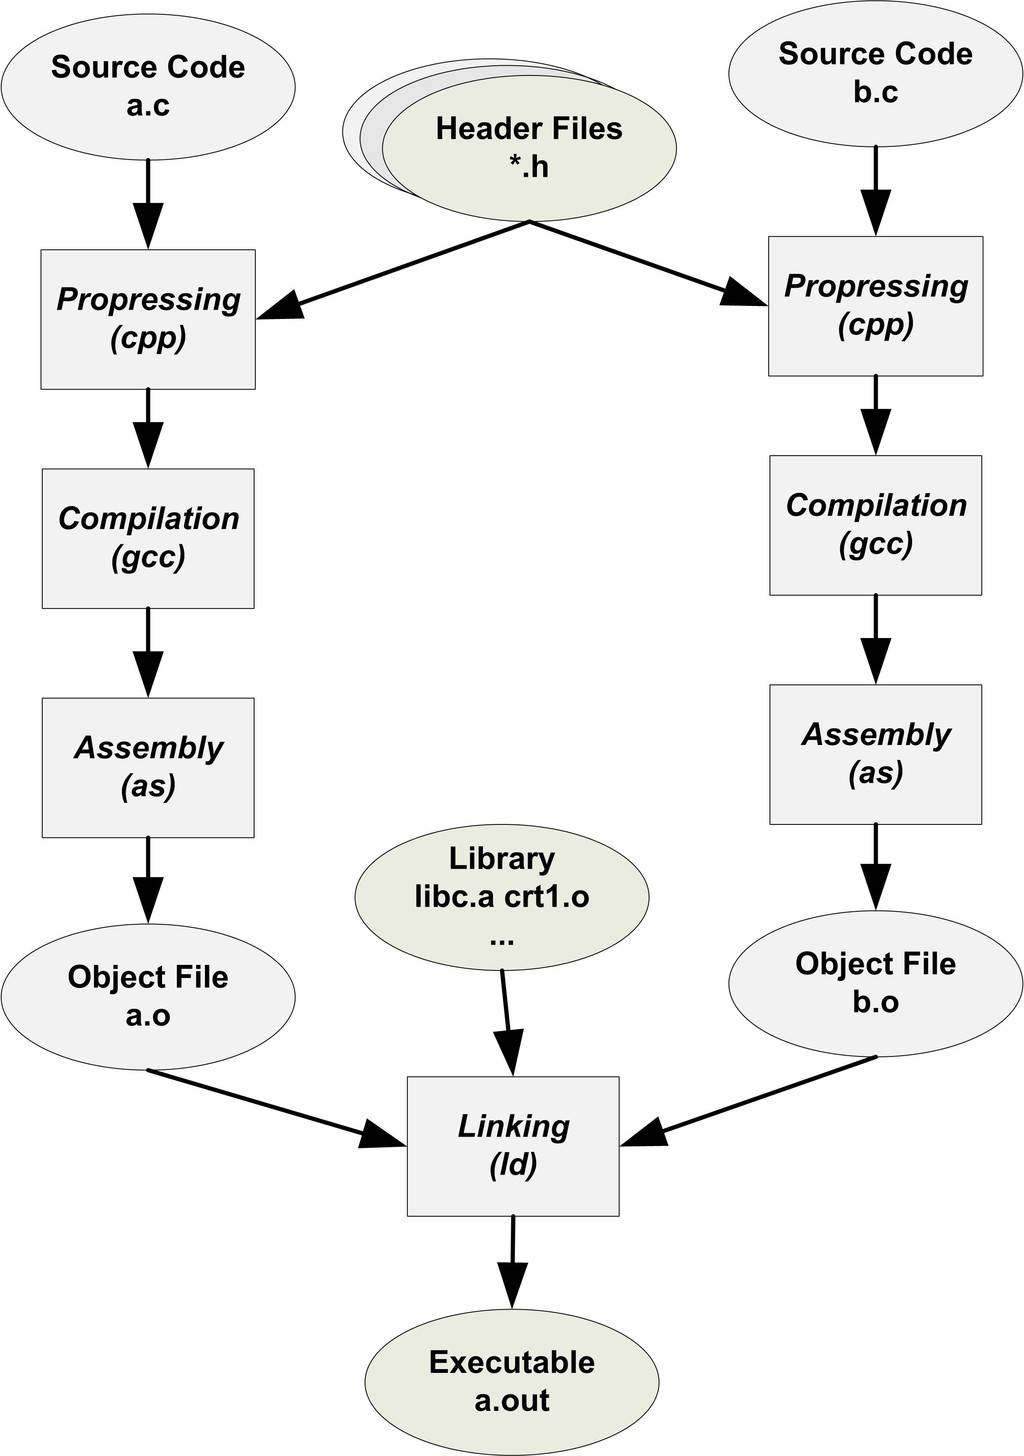 Source Code
a.c
Header Files
*.h
Source Code
b.c
Propressing
(cpp)
Propressing
(cpp)
Compilation
(gcc)
Compilation
(gcc)
Assembly
(as)
Assembly
(as)
Library
libc.a crt1.o
...
Object File
a.o
Object File
b.o
Linking
(ld)
Executable
a.out